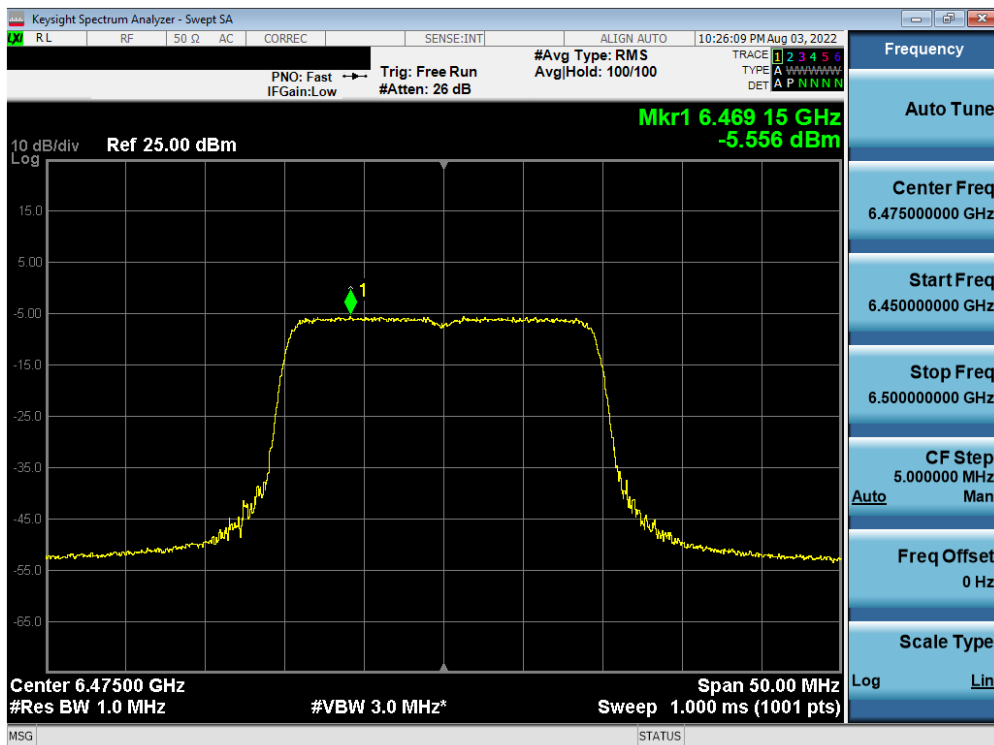 Keysight Spectrum Analyzer - Swept SA
LXI RL RF 50 Ω AC CORREC SENSE:INT ALIGN AUTO 10:26:09 PM Aug 03, 2022
PNO: Fast
IFGain:Low
Trig: Free Run
#Atten: 26 dB
#Avg Type: RMS
Avg|Hold: 100/100
TRACE 1 2 3 4 5 6
TYPE A W W W W W
DET A P N N N N
Mkr1 6.469 15 GHz
-5.556 dBm
10 dB/div
Log
Ref 25.00 dBm
15.0
5.00
-5.00
-15.0
-25.0
-35.0
-45.0
-55.0
-65.0
1
Center 6.47500 GHz
Span 50.00 MHz
#Res BW 1.0 MHz
#VBW 3.0 MHz*
Sweep 1.000 ms (1001 pts)
MSG
STATUS
Frequency
Auto Tune
Center Freq
6.475000000 GHz
Start Freq
6.450000000 GHz
Stop Freq
6.500000000 GHz
CF Step
5.000000 MHz
Auto Man
Freq Offset
0 Hz
Scale Type
Log Lin